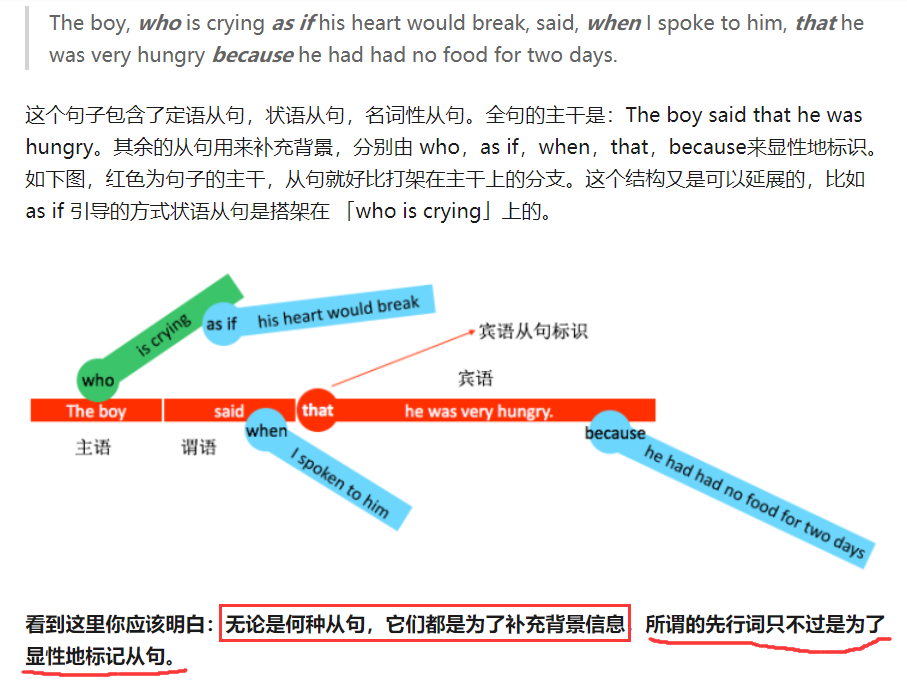 The boy, who is crying as if his heart would break, said, when I spoke to him, that he
was very hungry because he had had no food for two days.
这个句子包含了定语从句，状语从句，名词性从句。全句的主干是：The boy said that he was
hungry。其余的从句用来补充背景，分别由 who，as if，when，that，because来显性地标识。
如下图，红色为句子的主干，从句就好比打架在主干上的分支。这个结构又是可以延展的，比如
as if 引导的方式状语从句是搭架在 「who is crying」上的。
as if his heart would break
is crying
宾语从句标识
who
宾语
The boy said that he was very hungry.
主语 谓语 when because
I spoken to him
he had had no food for two days
看到这里你应该明白：无论是何种从句，它们都是为了补充背景信息 所谓的先行词只不过是为了
显性地标记从句。